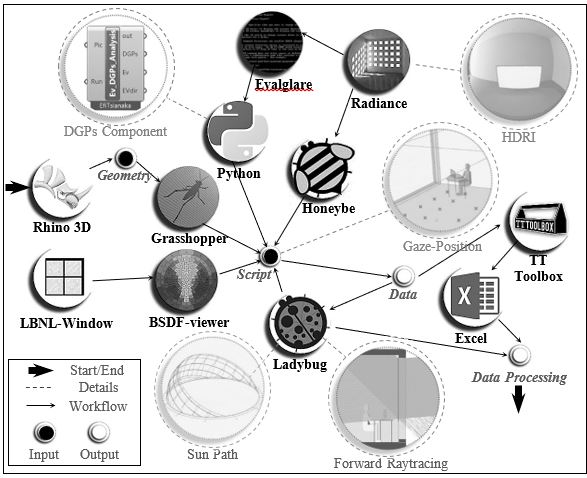 Pic
Run
Ev_DGPs_Analysis
out
DGPs
Ev
EVdir
DGPs Component
Evalglare
Radiance
HDRI
Python
Geometry
Honeybe
Rhino 3D
Grasshopper
Gaze-Position
TTTOOLBOX
TT
Toolbox
Script
Data
LBNL-Window
BSDF-viewer
X
Excel
Ladybug
Data Processing
Start/End
Details
Workflow
Input
Output
Sun Path
Forward Raytracing